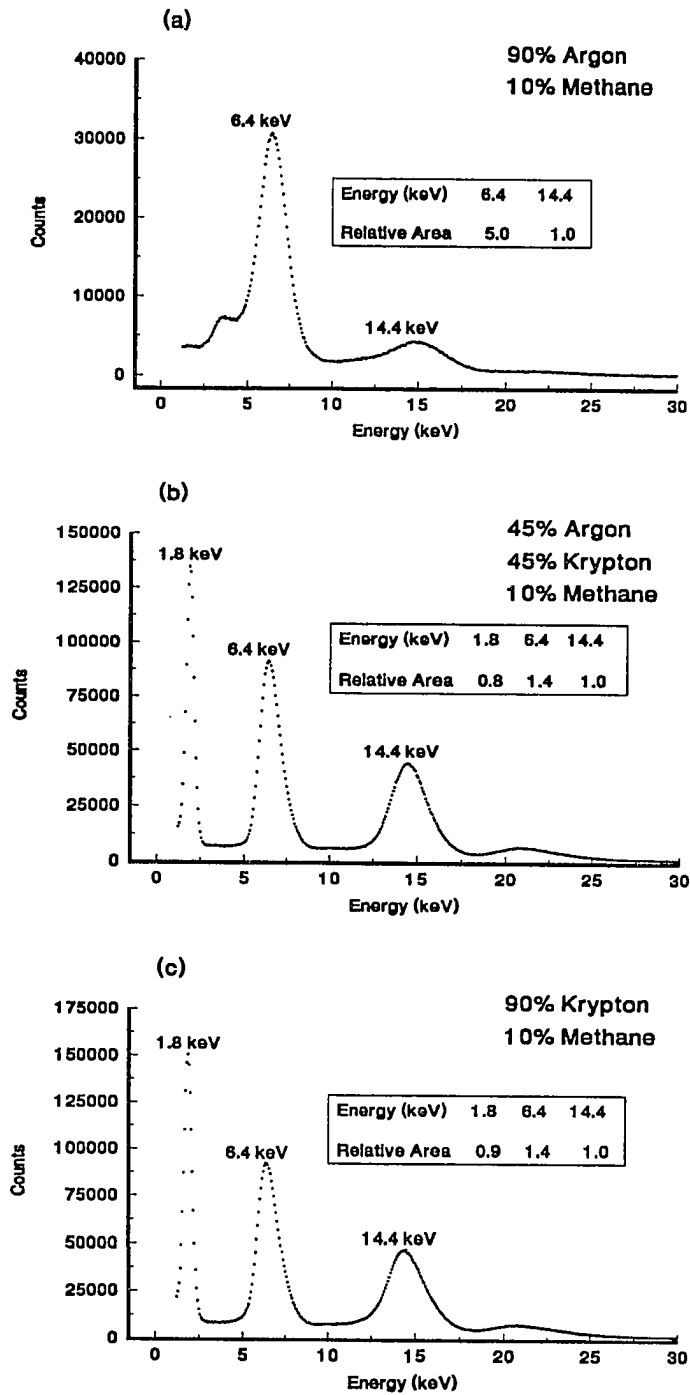 (a)
90% Argon
10% Methane
40000
30000
20000
10000
0
Counts
6.4 keV
14.4 keV
Energy (keV) 6.4 14.4
Relative Area 5.0 1.0
0 5 10 15 20 25 30
Energy (keV)
(b)
45% Argon
45% Krypton
10% Methane
150000
125000
100000
75000
50000
25000
0
Counts
1.8 keV
6.4 keV
14.4 keV
Energy (keV) 1.8 6.4 14.4
Relative Area 0.8 1.4 1.0
0 5 10 15 20 25 30
Energy (keV)
(c)
90% Krypton
10% Methane
175000
150000
125000
100000
75000
50000
25000
0
Counts
1.8 keV
6.4 keV
14.4 keV
Energy (keV) 1.8 6.4 14.4
Relative Area 0.9 1.4 1.0
0 5 10 15 20 25 30
Energy (keV)